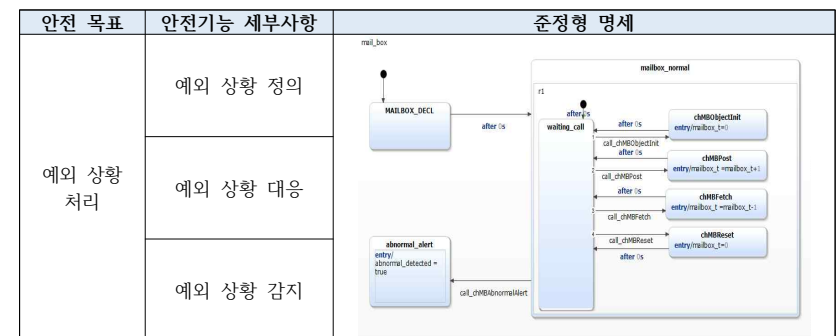 안전 목표
안전기능 세부사항
준정형 명세
예외 상황
처리
예외 상황 정의
예외 상황 대응
예외 상황 감지
mail_box
MAILBOX_DECL
after 0s
mailbox_normal
r1
after 0s
waiting_call
after 0s
1
call_chMBObjectInit
chMBObjectInit
entry/mailbox_t=0
after 0s
2
call_chMBPost
chMBPost
entry/mailbox_t =mailbox_t+1
after 0s
3
call_chMBFetch
chMBFetch
entry/mailbox_t =mailbox_t-1
4
call_chMBReset
after 0s
chMBReset
entry/mailbox_t=0
abnormal_alert
entry/
abnormal_detected =
true
call_chMBAbnormalAlert